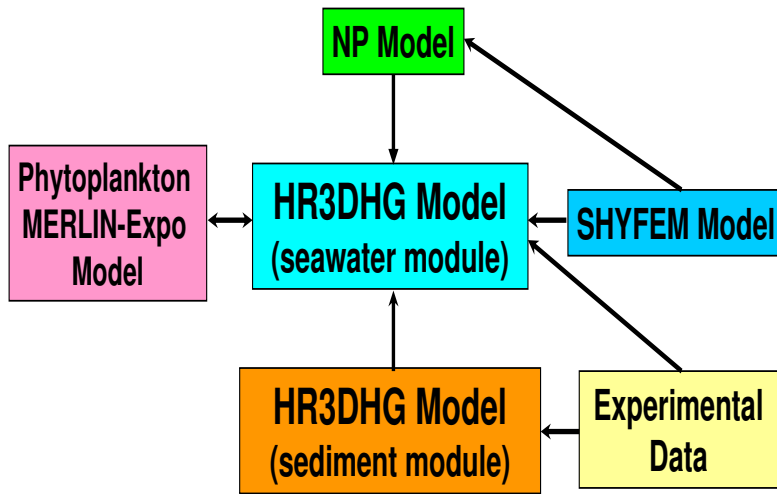 NP Model
Phytoplankton
MERLIN-Expo
Model
HR3DHG Model
(seawater module)
SHYFEM Model
HR3DHG Model
(sediment module)
Experimental
Data